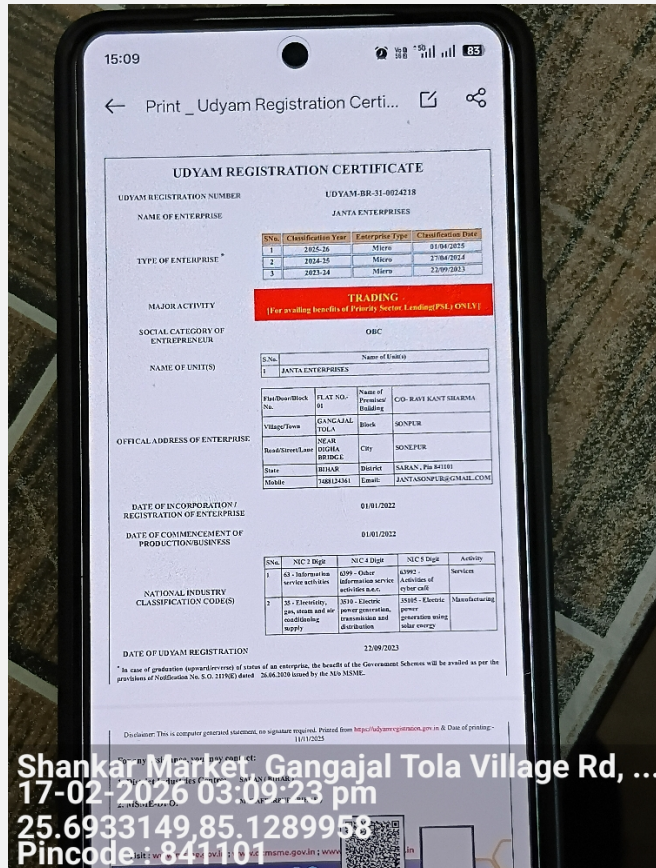 15:09
83
Print _ Udyam Registration Certi...
UDYAM REGISTRATION CERTIFICATE
UDYAM REGISTRATION NUMBER UDYAM-BR-31-0024218
NAME OF ENTERPRISE JANTA ENTERPRISES
TYPE OF ENTERPRISE *
SNo. Classification Year Enterprise Type Classification Date
1 2025-26 Micro 01/04/2025
2 2024-25 Micro 27/04/2024
3 2023-24 Micro 22/09/2023
MAJOR ACTIVITY
TRADING
[For availing benefits of Priority Sector Lending(PSL) ONLY]
SOCIAL CATEGORY OF ENTREPRENEUR OBC
NAME OF UNIT(S)
S.No. Name of Unit(s)
1 JANTA ENTERPRISES
OFFICAL ADDRESS OF ENTERPRISE
Flat/Door/Block No. FLAT NO.- 01 Name of Premises/ Building C/O- RAVI KANT SHARMA
Village/Town GANGAJAL TOLA Block SONPUR
Road/Street/Lane NEAR DIGHA BRIDGE City SONEPUR
State BIHAR District SARAN , Pin 841101
Mobile 7488124361 Email: JANTASONPUR@GMAIL.COM
DATE OF INCORPORATION / REGISTRATION OF ENTERPRISE 01/01/2022
DATE OF COMMENCEMENT OF PRODUCTION/BUSINESS 01/01/2022
NATIONAL INDUSTRY CLASSIFICATION CODE(S)
SNo. NIC 2 Digit NIC 4 Digit NIC 5 Digit Activity
1 63 - Information service activities 6399 - Other information service activities n.e.c. 63992 - Activities of cyber café Services
2 35 - Electricity, gas, steam and air conditioning supply 3510 - Electric power generation, transmission and distribution 35105 - Electric power generation using solar energy Manufacturing
DATE OF UDYAM REGISTRATION 22/09/2023
* In case of graduation (upward/reverse) of status of an enterprise, the benefits of the Government Schemes will be availed as per the
provisions of Notification No. S.O. 2119(E) dated 26.06.2020 issued by the M/o MSME.
Disclaimer: This is computer generated statement, no signature required. Printed from https://udyamregistration.gov.in & Date of printing:-
11/11/2025
Shankar Market, Gangajal Tola Village Rd, ...
17-02-2026 03:09:23 pm
25.6933149,85.1289958
Pincode : 841101